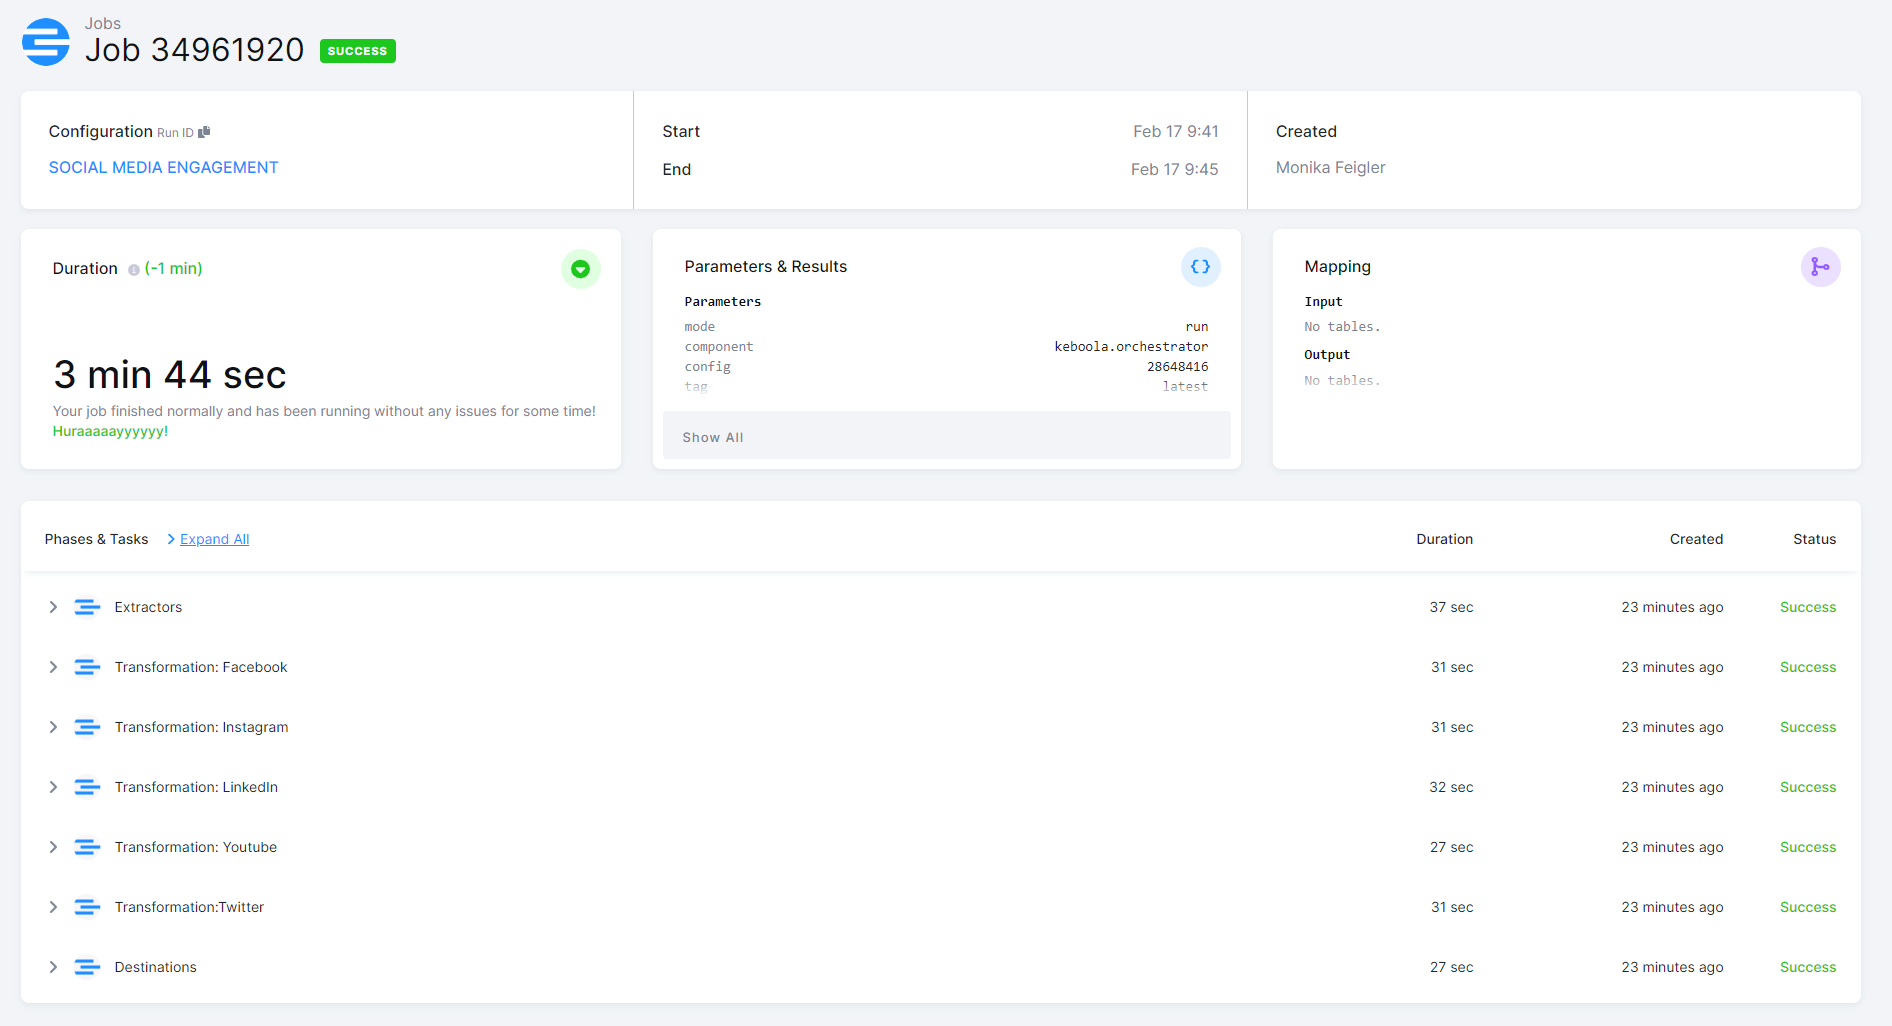 Jobs
Job 34961920 SUCCESS
Configuration Run ID
SOCIAL MEDIA ENGAGEMENT
Start Feb 17 9:41
End Feb 17 9:45
Created
Monika Feigler
Duration (-1 min)
3 min 44 sec
Your job finished normally and has been running without any issues for some time!
Huraaaaayyyyyy!
Parameters & Results
Parameters
mode run
component keboola.orchestrator
config 28648416
tag latest
Show All
Mapping
Input
No tables.
Output
No tables.
Phases & Tasks Expand All Duration Created Status
Extractors 37 sec 23 minutes ago Success
Transformation: Facebook 31 sec 23 minutes ago Success
Transformation: Instagram 31 sec 23 minutes ago Success
Transformation: LinkedIn 32 sec 23 minutes ago Success
Transformation: Youtube 27 sec 23 minutes ago Success
Transformation:Twitter 31 sec 23 minutes ago Success
Destinations 27 sec 23 minutes ago Success